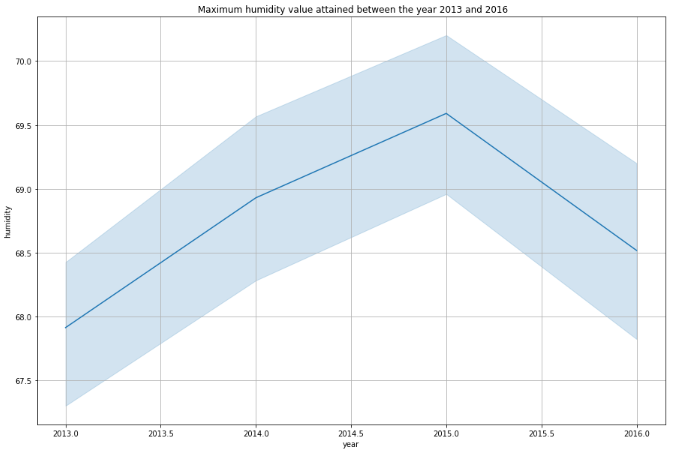 Maximum humidity value attained between the year 2013 and 2016
70.0
69.5
69.0
68.5
68.0
67.5
humidity
2013.0 2013.5 2014.0 2014.5 2015.0 2015.5 2016.0
year